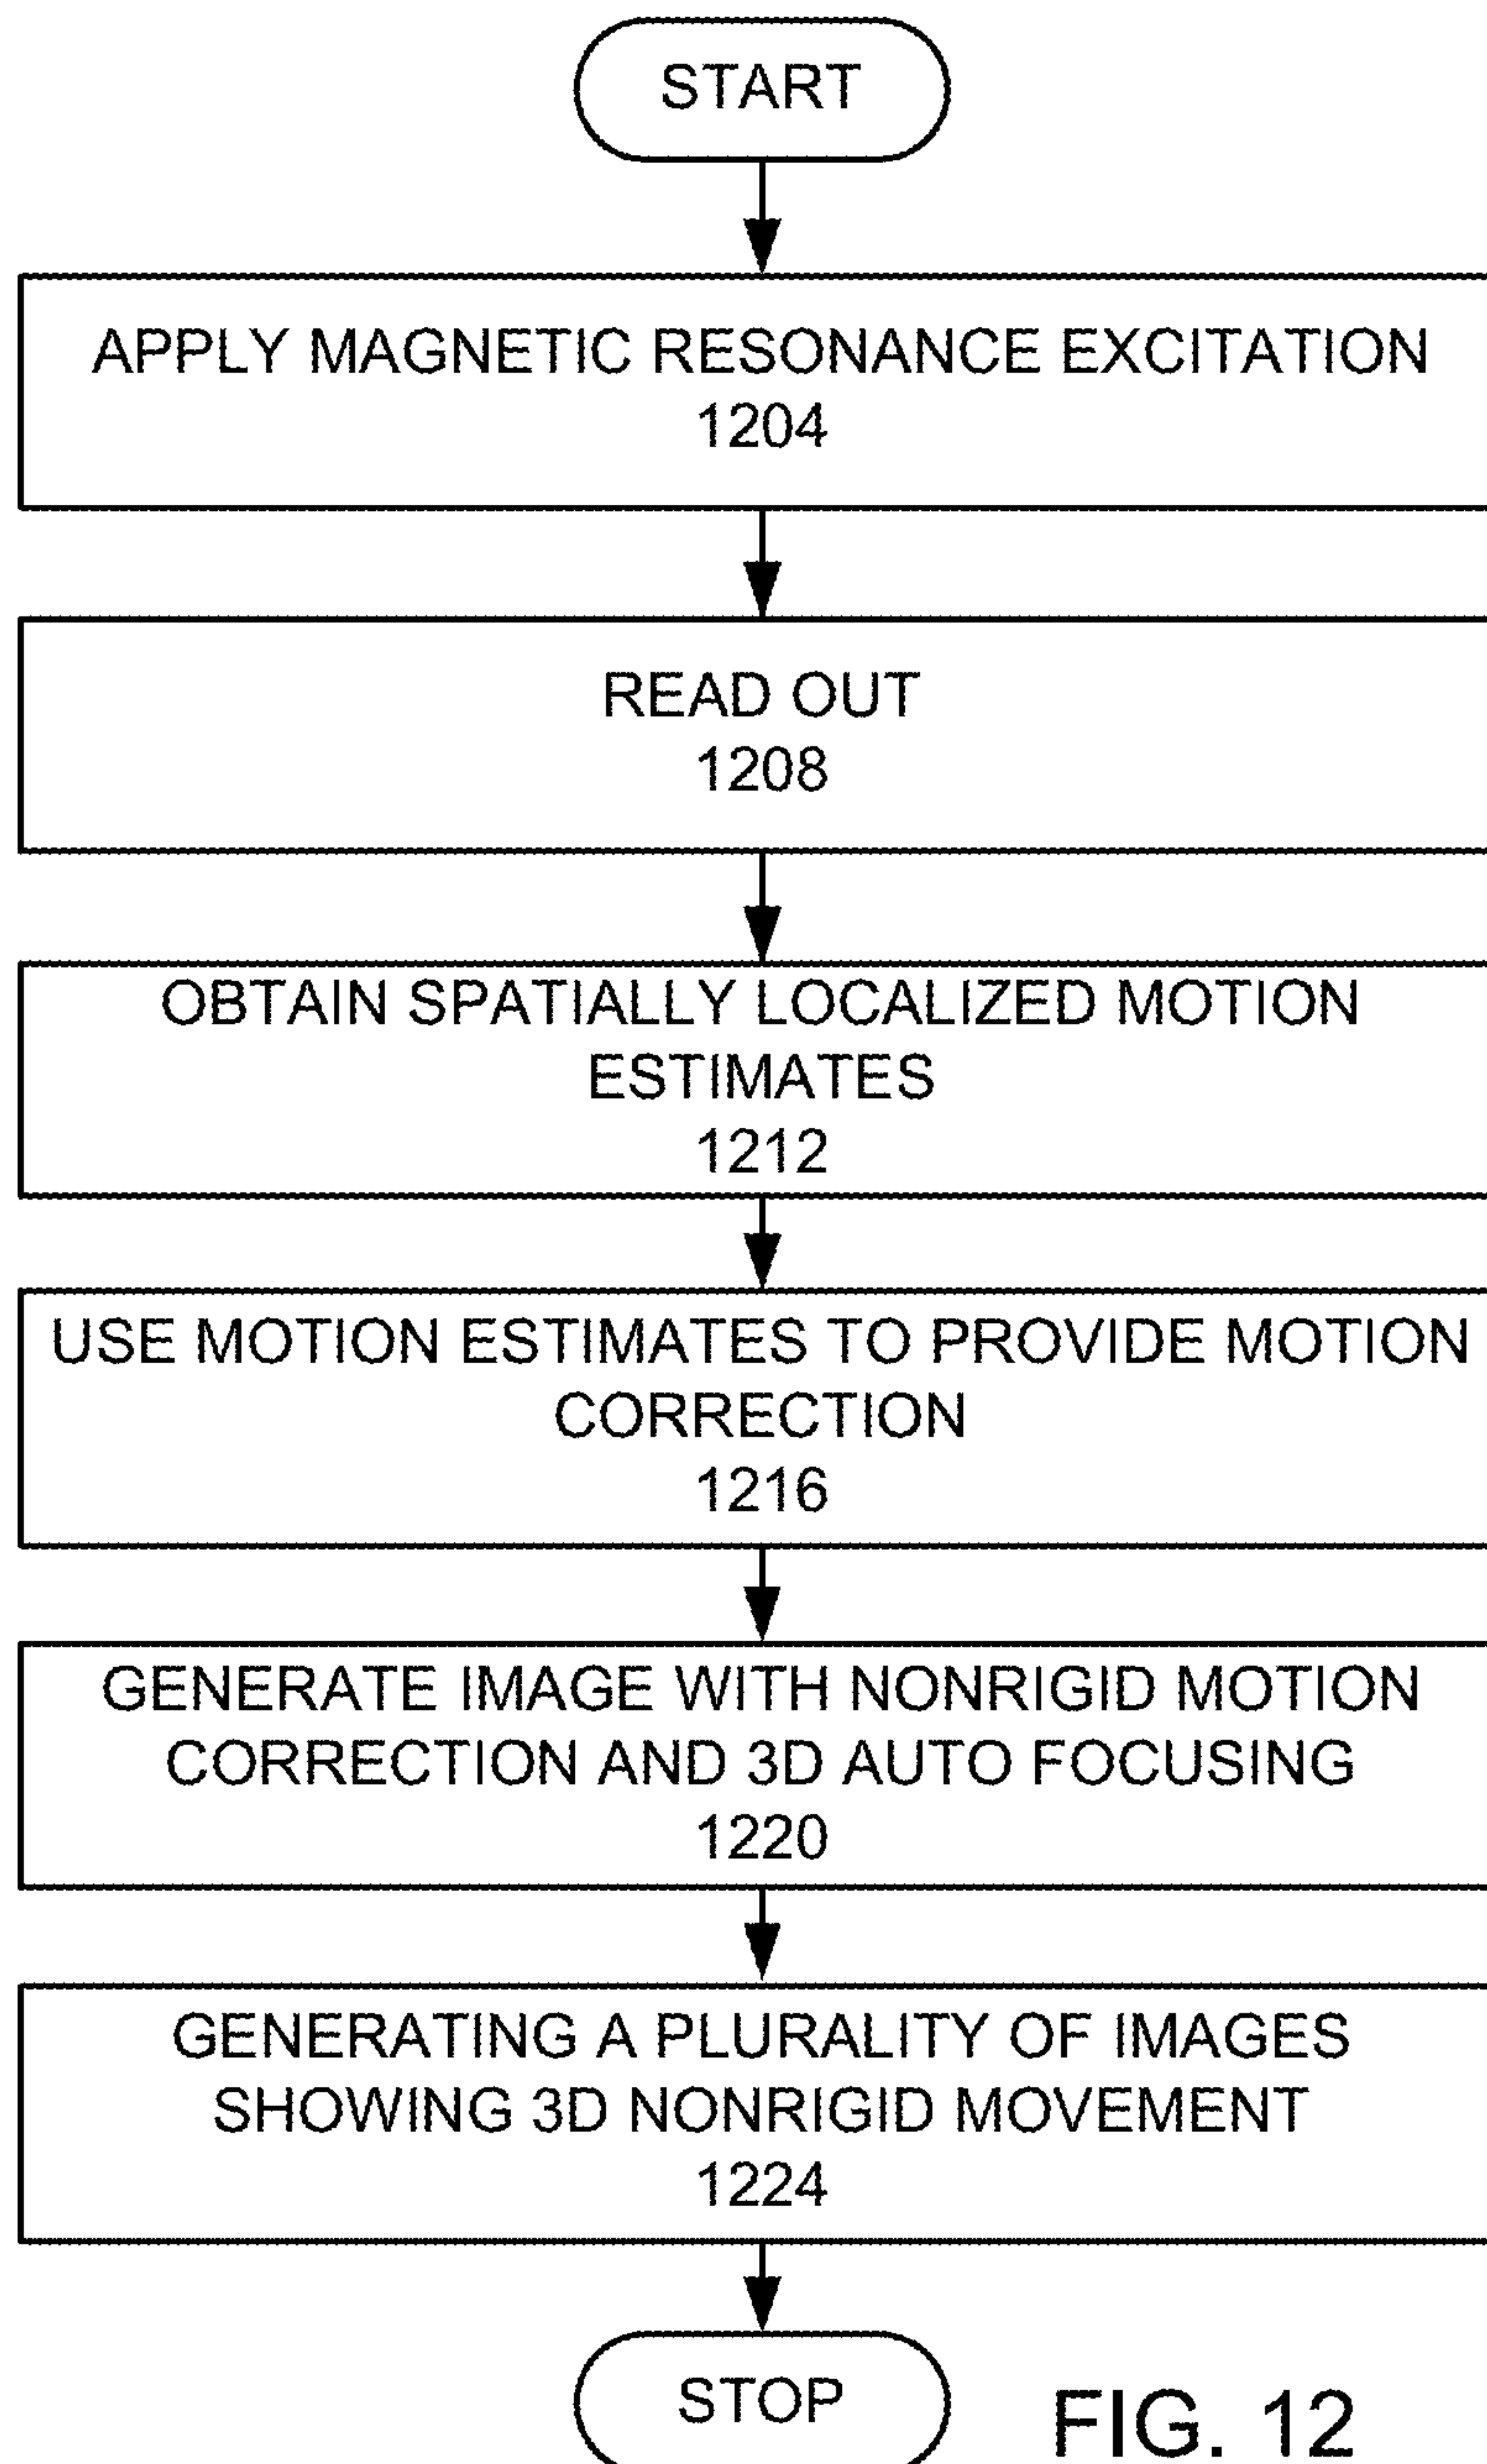 START
APPLY MAGNETIC RESONANCE EXCITATION
1204
READ OUT
1208
OBTAIN SPATIALLY LOCALIZED MOTION
ESTIMATES
1212
USE MOTION ESTIMATES TO PROVIDE MOTION
CORRECTION
1216
GENERATE IMAGE WITH NONRIGID MOTION
CORRECTION AND 3D AUTO FOCUSING
1220
GENERATING A PLURALITY OF IMAGES
SHOWING 3D NONRIGID MOVEMENT
1224
STOP
FIG. 12